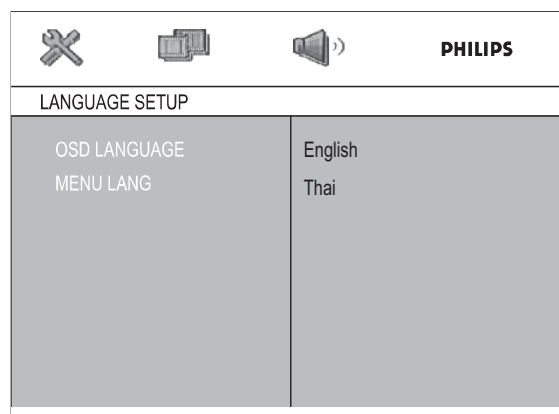 PHILIPS
LANGUAGE SETUP
OSD LANGUAGE
English
MENU LANG
Thai